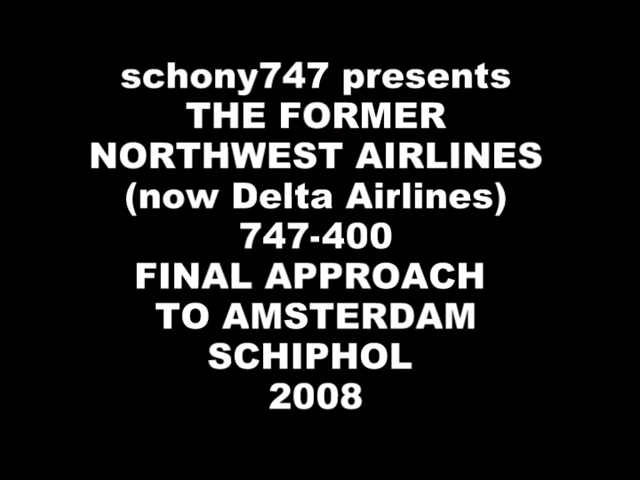 schony747 presents
THE FORMER
NORTHWEST AIRLINES
(now Delta Airlines)
747-400
FINAL APPROACH
TO AMSTERDAM
SCHIPHOL
2008